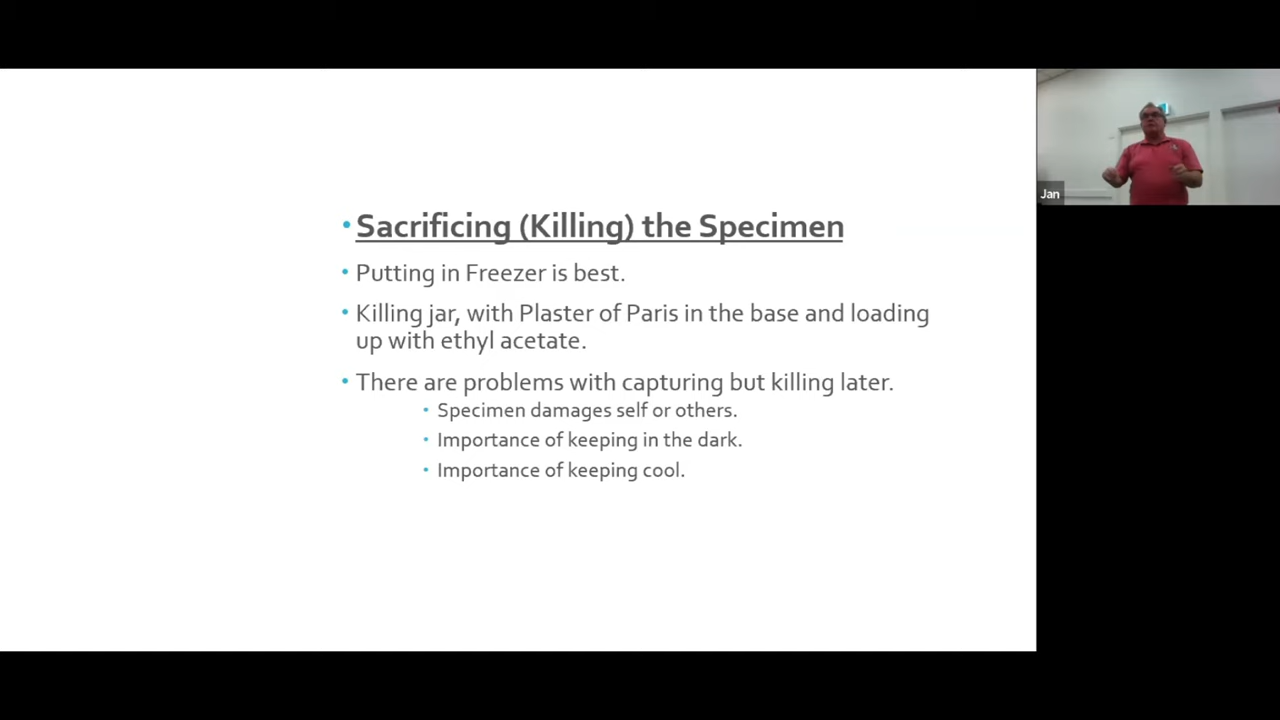 • Sacrificing (Killing) the Specimen
• Putting in Freezer is best.
• Killing jar, with Plaster of Paris in the base and loading
up with ethyl acetate.
• There are problems with capturing but killing later.
• Specimen damages self or others.
• Importance of keeping in the dark.
• Importance of keeping cool.
Jan